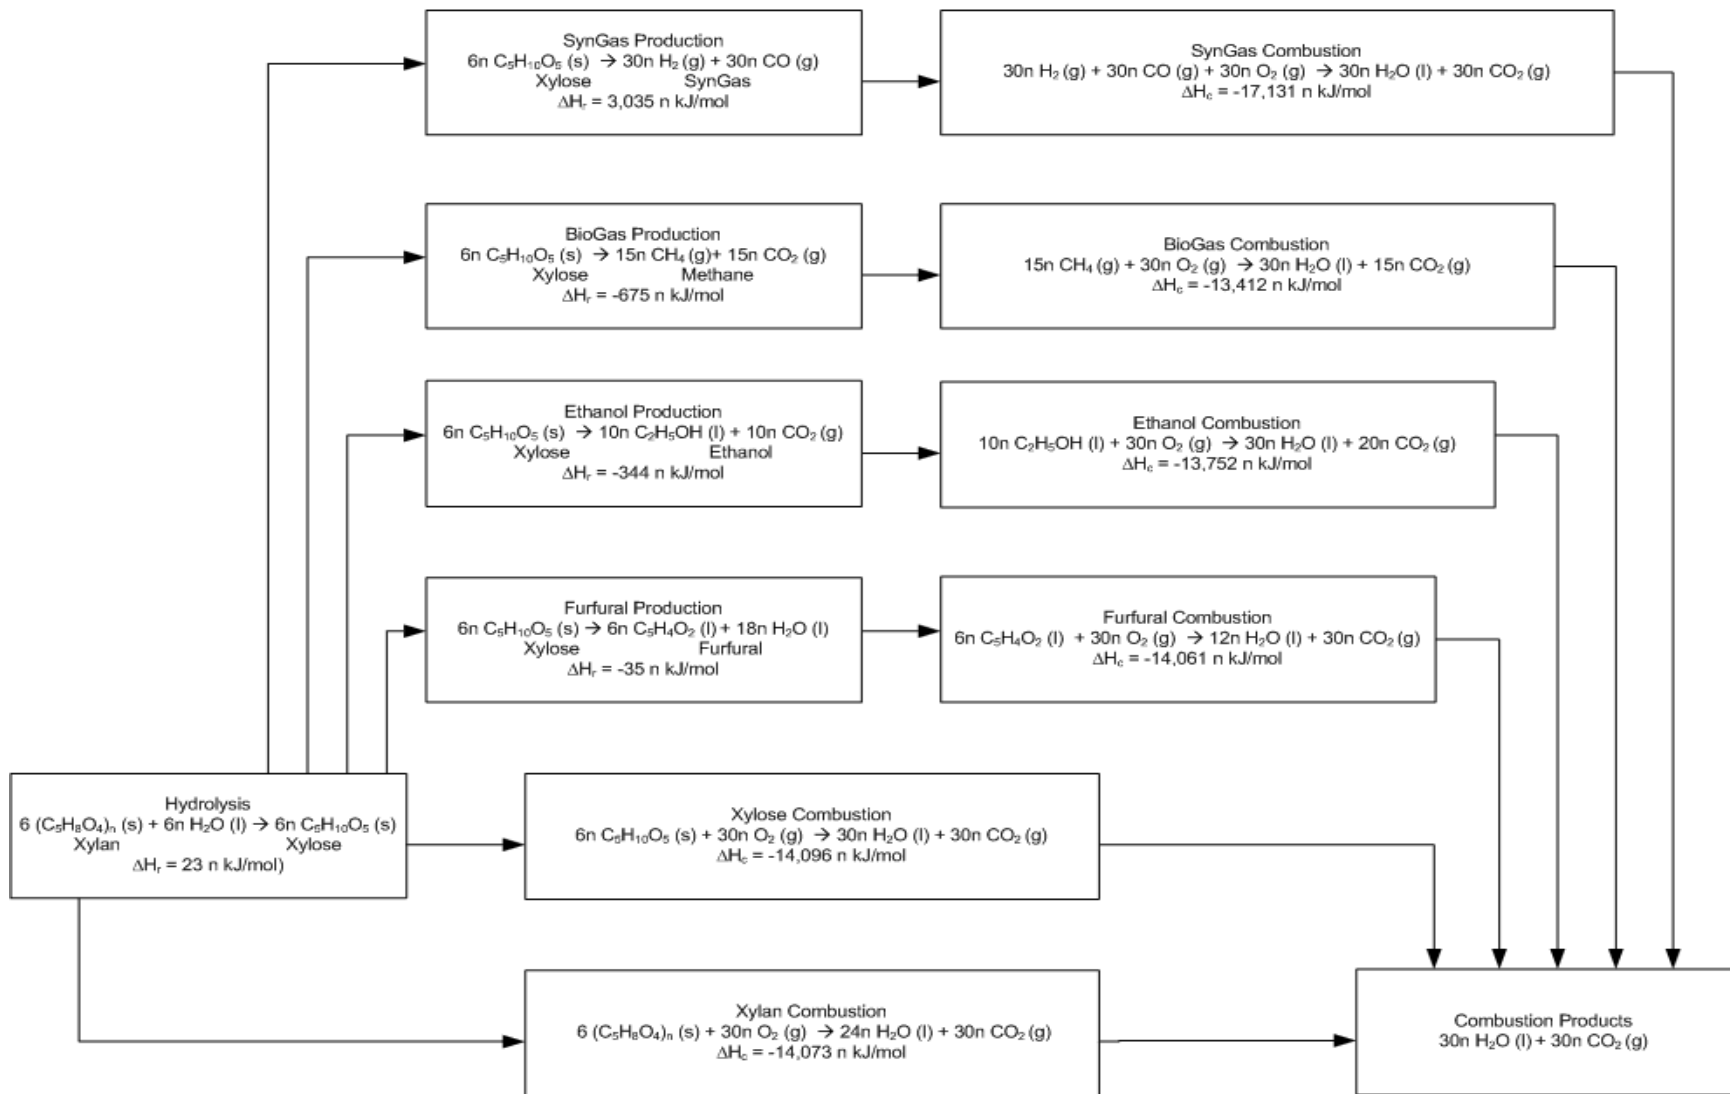 SynGas Production
6n C₅H₁₀O₅ (s) → 30n H₂ (g) + 30n CO (g)
Xylose SynGas
ΔHᵣ = 3,035 n kJ/mol
SynGas Combustion
30n H₂ (g) + 30n CO (g) + 30n O₂ (g) → 30n H₂O (l) + 30n CO₂ (g)
ΔH꜀ = -17,131 n kJ/mol
BioGas Production
6n C₅H₁₀O₅ (s) → 15n CH₄ (g)+ 15n CO₂ (g)
Xylose Methane
ΔHᵣ = -675 n kJ/mol
BioGas Combustion
15n CH₄ (g) + 30n O₂ (g) → 30n H₂O (l) + 15n CO₂ (g)
ΔH꜀ = -13,412 n kJ/mol
Ethanol Production
6n C₅H₁₀O₅ (s) → 10n C₂H₅OH (l) + 10n CO₂ (g)
Xylose Ethanol
ΔHᵣ = -344 n kJ/mol
Ethanol Combustion
10n C₂H₅OH (l) + 30n O₂ (g) → 30n H₂O (l) + 20n CO₂ (g)
ΔH꜀ = -13,752 n kJ/mol
Furfural Production
6n C₅H₁₀O₅ (s) → 6n C₅H₄O₂ (l) + 18n H₂O (l)
Xylose Furfural
ΔHᵣ = -35 n kJ/mol
Furfural Combustion
6n C₅H₄O₂ (l) + 30n O₂ (g) → 12n H₂O (l) + 30n CO₂ (g)
ΔH꜀ = -14,061 n kJ/mol
Hydrolysis
6 (C₅H₈O₄)ₙ (s) + 6n H₂O (l) → 6n C₅H₁₀O₅ (s)
Xylan Xylose
ΔHᵣ = 23 n kJ/mol)
Xylose Combustion
6n C₅H₁₀O₅ (s) + 30n O₂ (g) → 30n H₂O (l) + 30n CO₂ (g)
ΔH꜀ = -14,096 n kJ/mol
Xylan Combustion
6 (C₅H₈O₄)ₙ (s) + 30n O₂ (g) → 24n H₂O (l) + 30n CO₂ (g)
ΔH꜀ = -14,073 n kJ/mol
Combustion Products
30n H₂O (l) + 30n CO₂ (g)